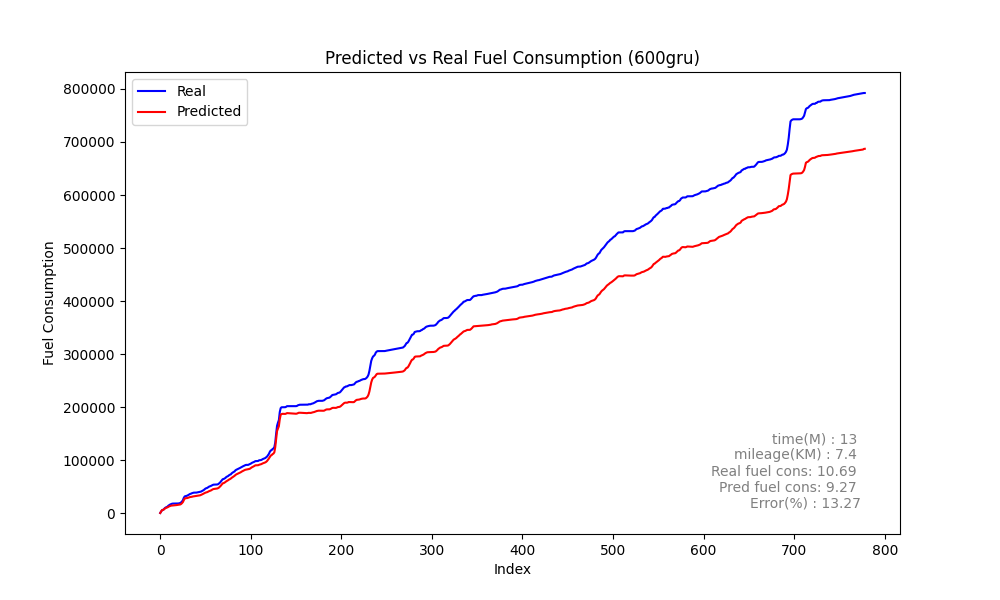 Predicted vs Real Fuel Consumption (600gru)
Real
Predicted
Fuel Consumption
800000
700000
600000
500000
400000
300000
200000
100000
0
time(M) : 13
mileage(KM) : 7.4
Real fuel cons: 10.69
Pred fuel cons: 9.27
Error(%) : 13.27
0 100 200 300 400 500 600 700 800
Index